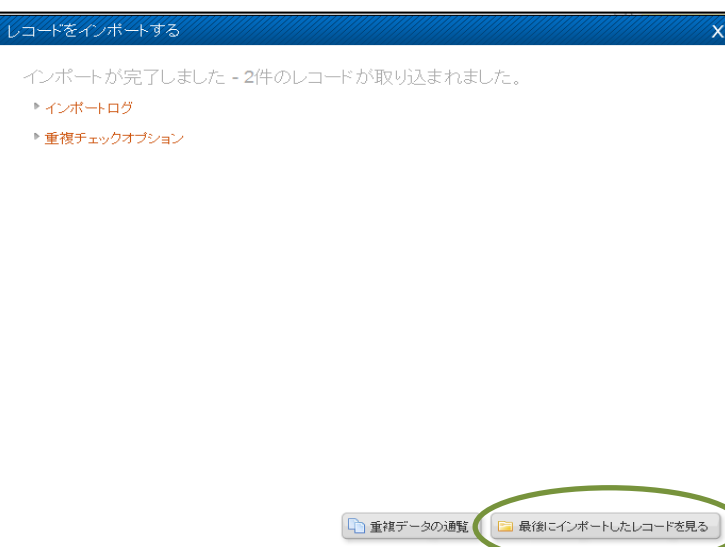 レコードをインポートする X
インポートが完了しました - 2件のレコードが取り込まれました。
インポートログ
重複チェックオプション
重複データの通覧 最後にインポートしたレコードを見る